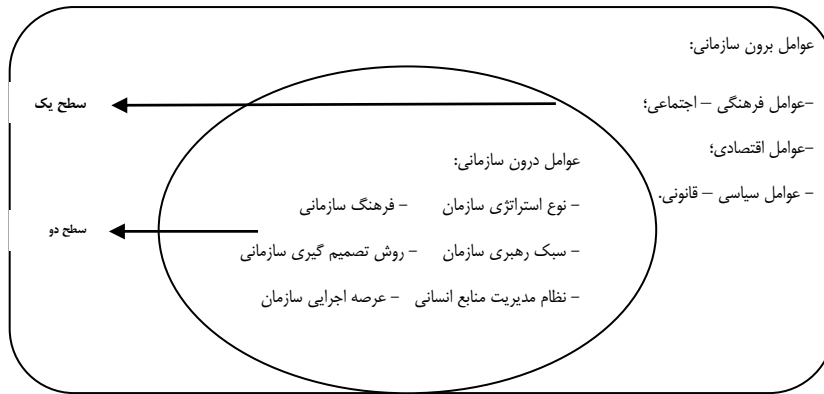 عوامل برون سازمانی:
-عوامل فرهنگی – اجتماعی؛
-عوامل اقتصادی؛
- عوامل سیاسی – قانونی.
سطح یک
عوامل درون سازمانی:
- نوع استراتژی سازمان - فرهنگ سازمانی
- سبک رهبری سازمان - روش تصمیم گیری سازمانی
- نظام مدیریت منابع انسانی - عرصه اجرایی سازمان
سطح دو